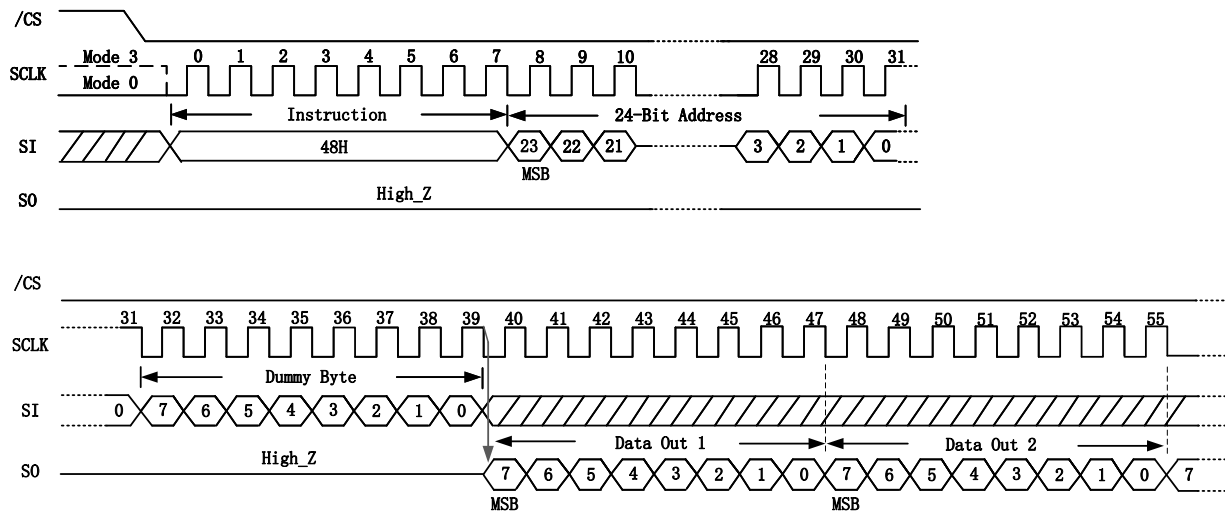 /CS
0 1 2 3 4 5 6 7 8 9 10 28 29 30 31
Mode 3
SCLK
Mode 0
Instruction 24-Bit Address
SI 48H 23 22 21 3 2 1 0
MSB
High_Z
SO
/CS
31 32 33 34 35 36 37 38 39 40 41 42 43 44 45 46 47 48 49 50 51 52 53 54 55
SCLK
Dummy Byte
SI 0 7 6 5 4 3 2 1 0
Data Out 1 Data Out 2
High_Z
SO 7 6 5 4 3 2 1 0 7 6 5 4 3 2 1 0 7
MSB MSB